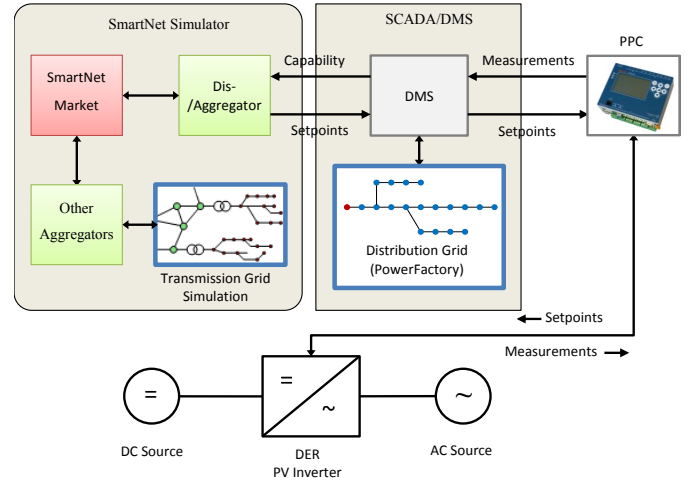 SmartNet Simulator
SCADA/DMS
PPC
SmartNet
Market
Dis-
/Aggregator
Capability
Setpoints
DMS
Measurements
Setpoints
Other
Aggregators
Transmission Grid
Simulation
Distribution Grid
(PowerFactory)
Setpoints
Measurements
=
=
~
~
DC Source
DER
PV Inverter
AC Source